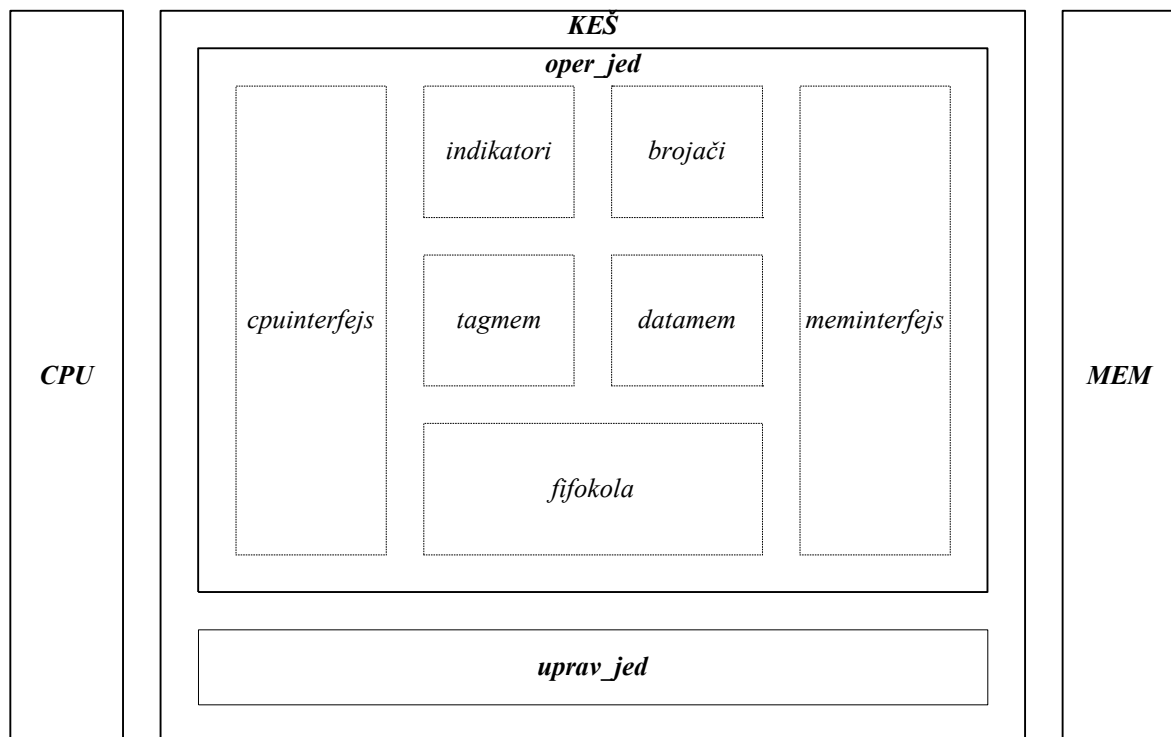 KEŠ
oper_jed
indikatori
brojači
cpuinterfejs
tagmem
datamem
meminterfejs
CPU
MEM
fifokola
uprav_jed